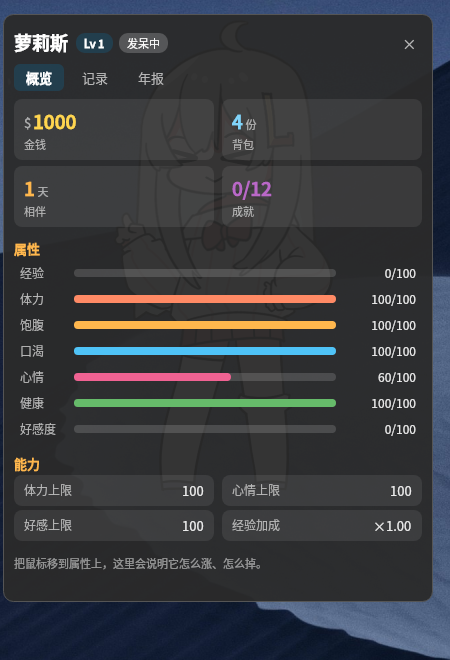 萝莉斯 Lv 1 发呆中 ×
概览 记录 年报
$1000 4份
金钱 背包
1天 0/12
相伴 成就
属性
经验 0/100
体力 100/100
饱腹 100/100
口渴 100/100
心情 60/100
健康 100/100
好感度 0/100
能力
体力上限 100 心情上限 100
好感上限 100 经验加成 ×1.00
把鼠标移到属性上，这里会说明它怎么涨、怎么掉。